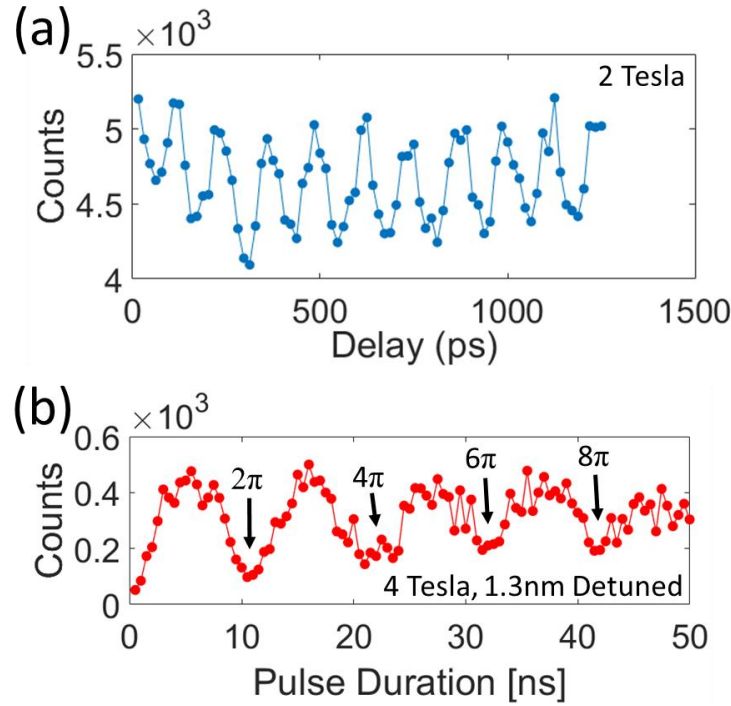 (a)
×10³
5.5
5
4.5
4
Counts
2 Tesla
0 500 1000 1500
Delay (ps)
(b)
×10³
0.6
0.4
0.2
0
Counts
2π 4π 6π 8π
4 Tesla, 1.3nm Detuned
0 10 20 30 40 50
Pulse Duration [ns]